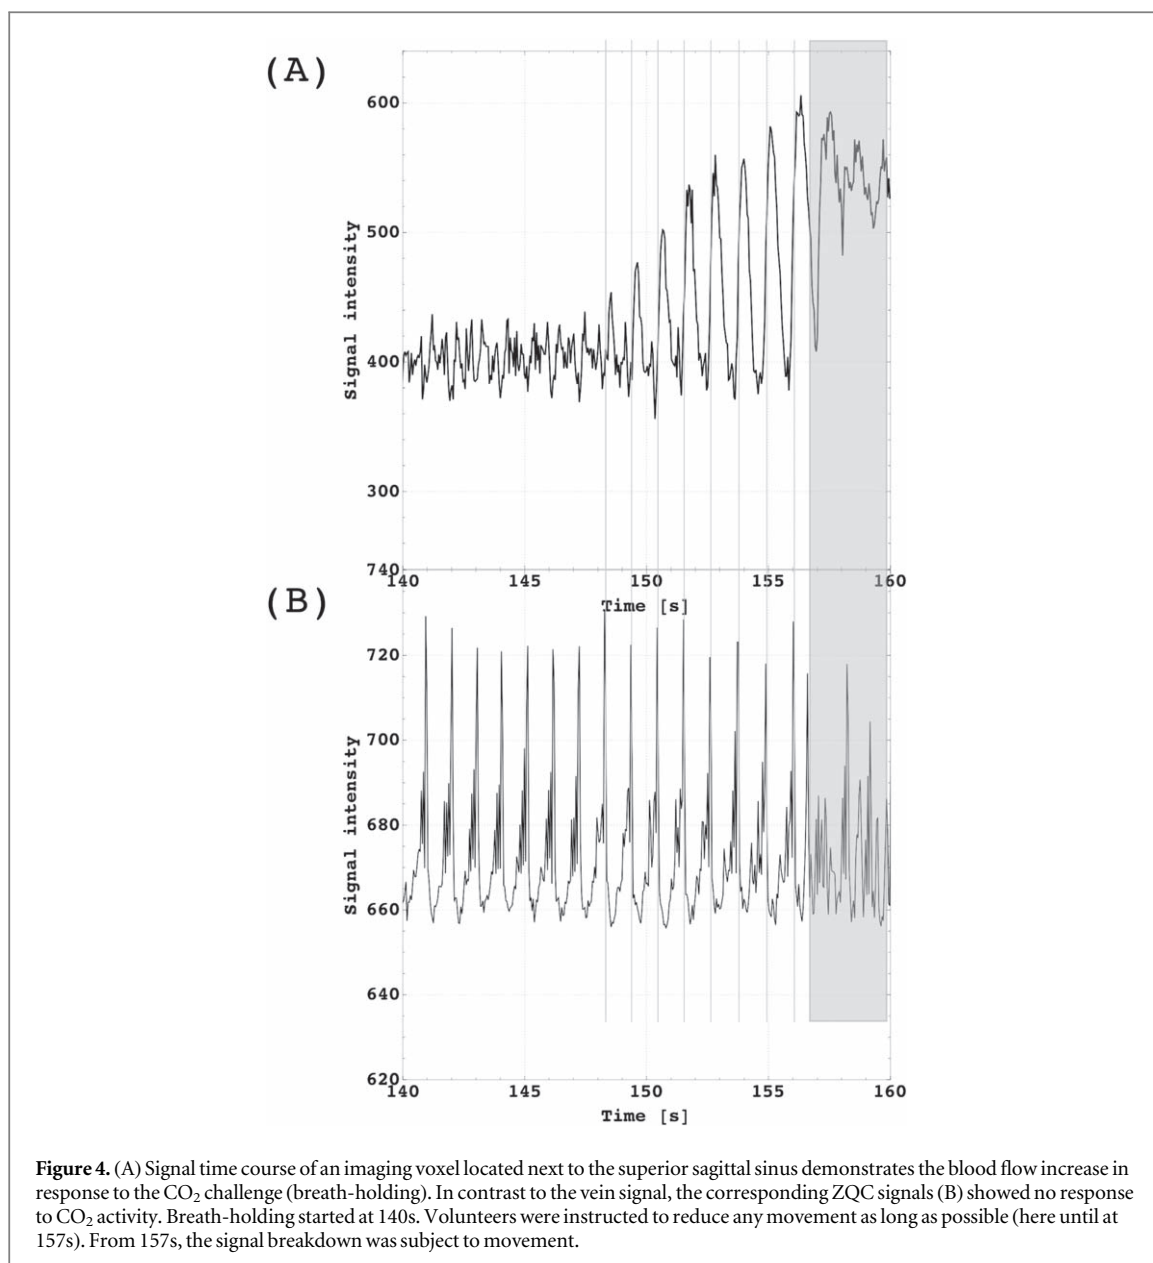 (A)
600
500
400
300
Signal intensity
740
140 145 150 155 160
Time [s]
(B)
720
700
680
660
640
620
Signal intensity
140 145 150 155 160
Time [s]
Figure 4. (A) Signal time course of an imaging voxel located next to the superior sagittal sinus demonstrates the blood flow increase in
response to the CO₂ challenge (breath-holding). In contrast to the vein signal, the corresponding ZQC signals (B) showed no response
to CO₂ activity. Breath-holding started at 140s. Volunteers were instructed to reduce any movement as long as possible (here until at
157s). From 157s, the signal breakdown was subject to movement.